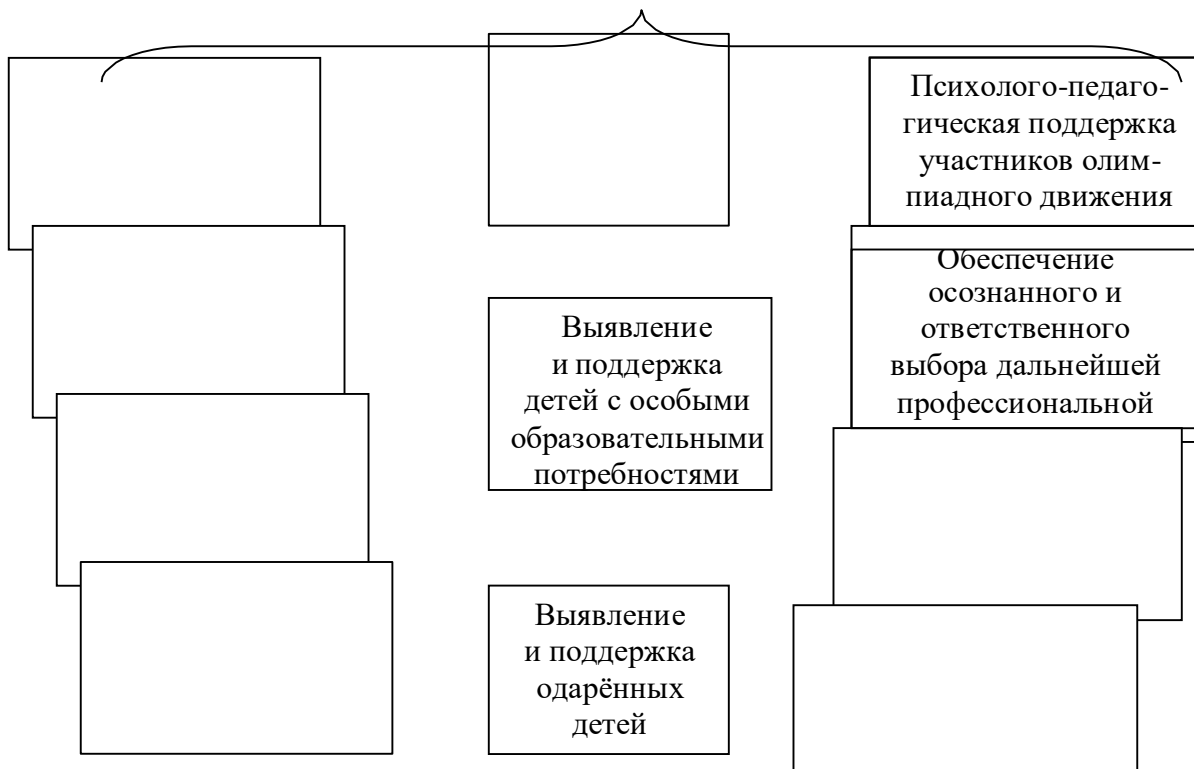 Психолого-педаго-
гическая поддержка
участников олим-
пиадного движения
Обеспечение
осознанного и
ответственного
выбора дальнейшей
профессиональной
Выявление
и поддержка
детей с особыми
образовательными
потребностями
Выявление
и поддержка
одарённых
детей